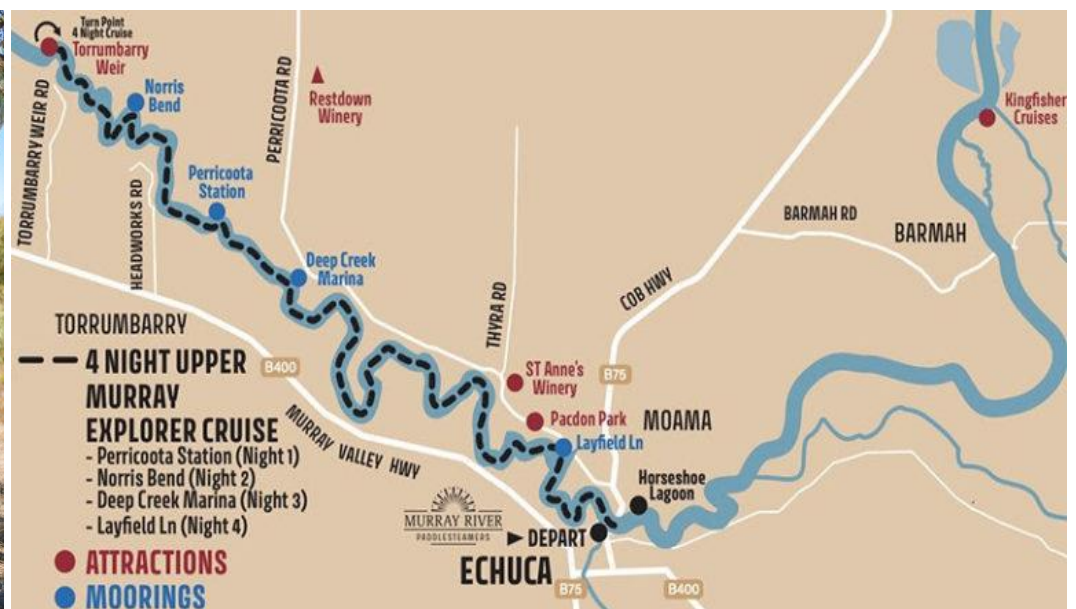 Turn Point
4 Night Cruise
Torrumbarry
Weir
Norris
Bend
TORRUMBARRY WEIR RD
HEADWORKS RD
Perricoota
Station
PERRICOOTA RD
Restdown
Winery
Deep Creek
Marina
THYRA RD
COB HWY
BARMAH RD
BARMAH
Kingfisher
Cruises
TORRUMBARRY
B400
MURRAY VALLEY HWY
ST Anne's
Winery
B75
Pacdon Park
MOAMA
Layfield Ln
Horseshoe
Lagoon
4 NIGHT UPPER
MURRAY
EXPLORER CRUISE
- Perricoota Station (Night 1)
- Norris Bend (Night 2)
- Deep Creek Marina (Night 3)
- Layfield Ln (Night 4)
ATTRACTIONS
MOORINGS
MURRAY RIVER
PADDLESTEAMERS
DEPART
ECHUCA
B75
B400